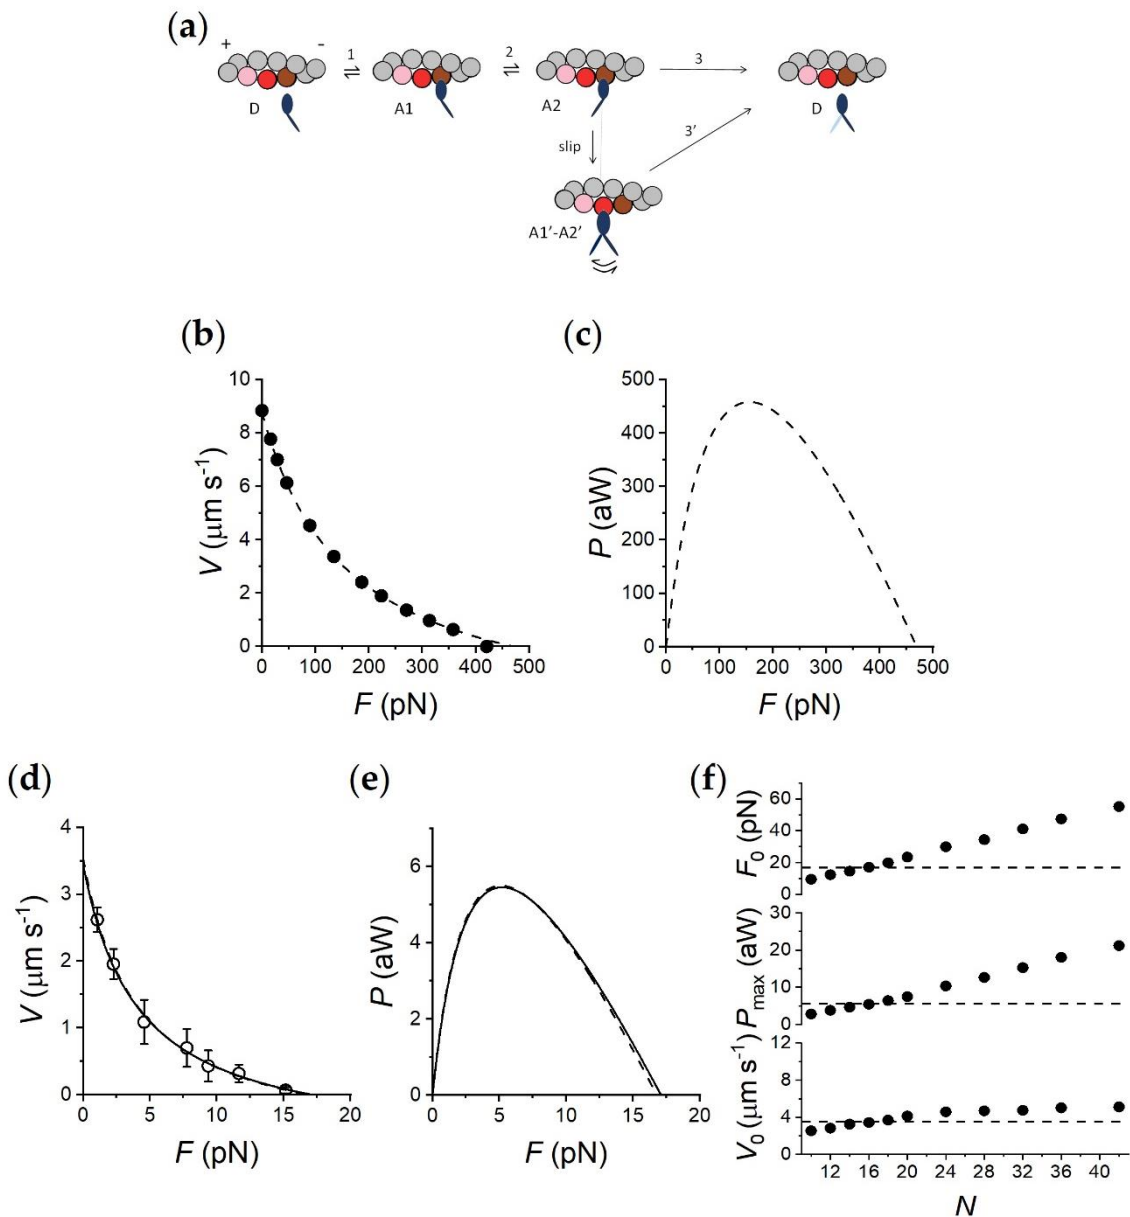 (a)
+ - 1 2 3
D A1 A2 D
slip 3′
A1′-A2′
(b)
10
8
6
4
2
0
V (μm s⁻¹)
0 100 200 300 400 500
F (pN)
(c)
500
450
300
450
600
0
P (aW)
0 100 200 300 400 500
F (pN)
(d)
4
3
2
1
0
V (μm s⁻¹)
0 5 10 15 20
F (pN)
(e)
6
4
2
0
P (aW)
0 5 10 15 20
F (pN)
(f)
60
40
20
0
F₀ (pN)
30
20
10
0
Pmax (aW)
12
8
4
0
V₀ (μm s⁻¹)
12 16 20 24 28 32 36 40
N